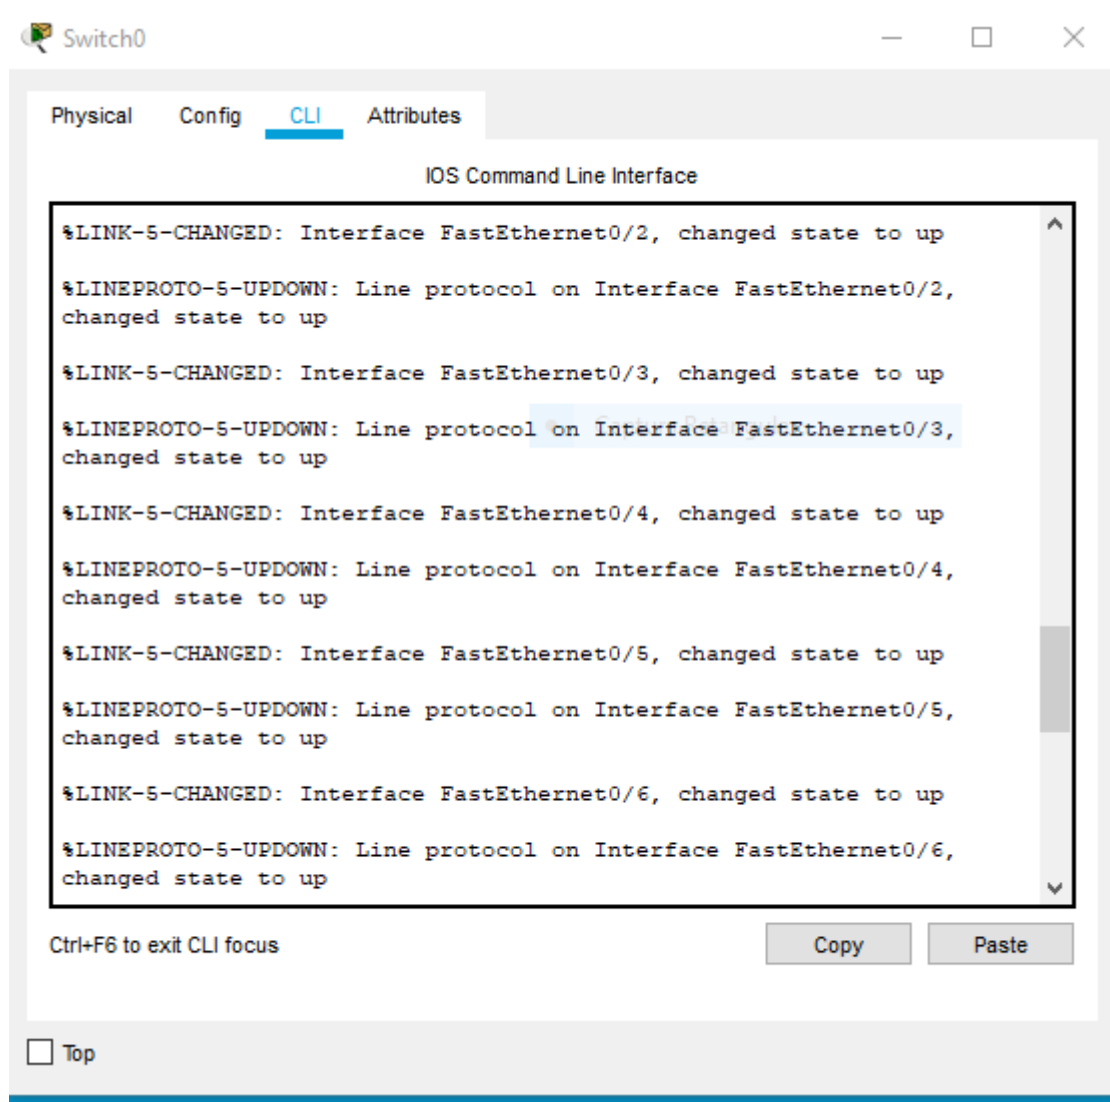 Switch0
Physical Config CLI Attributes
IOS Command Line Interface
%LINK-5-CHANGED: Interface FastEthernet0/2, changed state to up
%LINEPROTO-5-UPDOWN: Line protocol on Interface FastEthernet0/2,
changed state to up
%LINK-5-CHANGED: Interface FastEthernet0/3, changed state to up
%LINEPROTO-5-UPDOWN: Line protocol on Interface FastEthernet0/3,
changed state to up
%LINK-5-CHANGED: Interface FastEthernet0/4, changed state to up
%LINEPROTO-5-UPDOWN: Line protocol on Interface FastEthernet0/4,
changed state to up
%LINK-5-CHANGED: Interface FastEthernet0/5, changed state to up
%LINEPROTO-5-UPDOWN: Line protocol on Interface FastEthernet0/5,
changed state to up
%LINK-5-CHANGED: Interface FastEthernet0/6, changed state to up
%LINEPROTO-5-UPDOWN: Line protocol on Interface FastEthernet0/6,
changed state to up
Ctrl+F6 to exit CLI focus
Copy Paste
Top